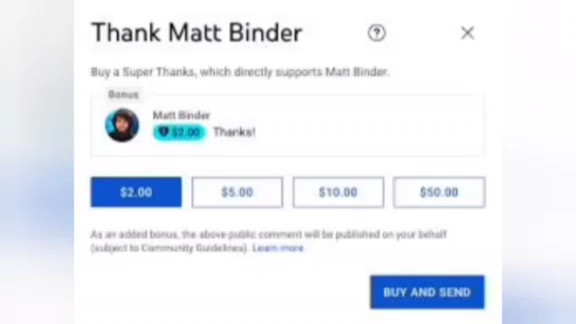 Thank Matt Binder
?
Buy a Super Thanks, which directly supports Matt Binder.
Bonus
Matt Binder
$2.00 Thanks!
$2.00 $5.00 $10.00 $50.00
As an added bonus, the above public comment will be published on your behalf
(subject to Community Guidelines). Learn more.
BUY AND SEND